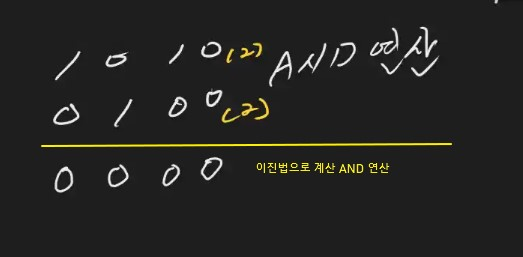 1 0 1 0(2) AND 연산
0 1 0 0(2)
0 0 0 0 이진법으로 계산 AND 연산